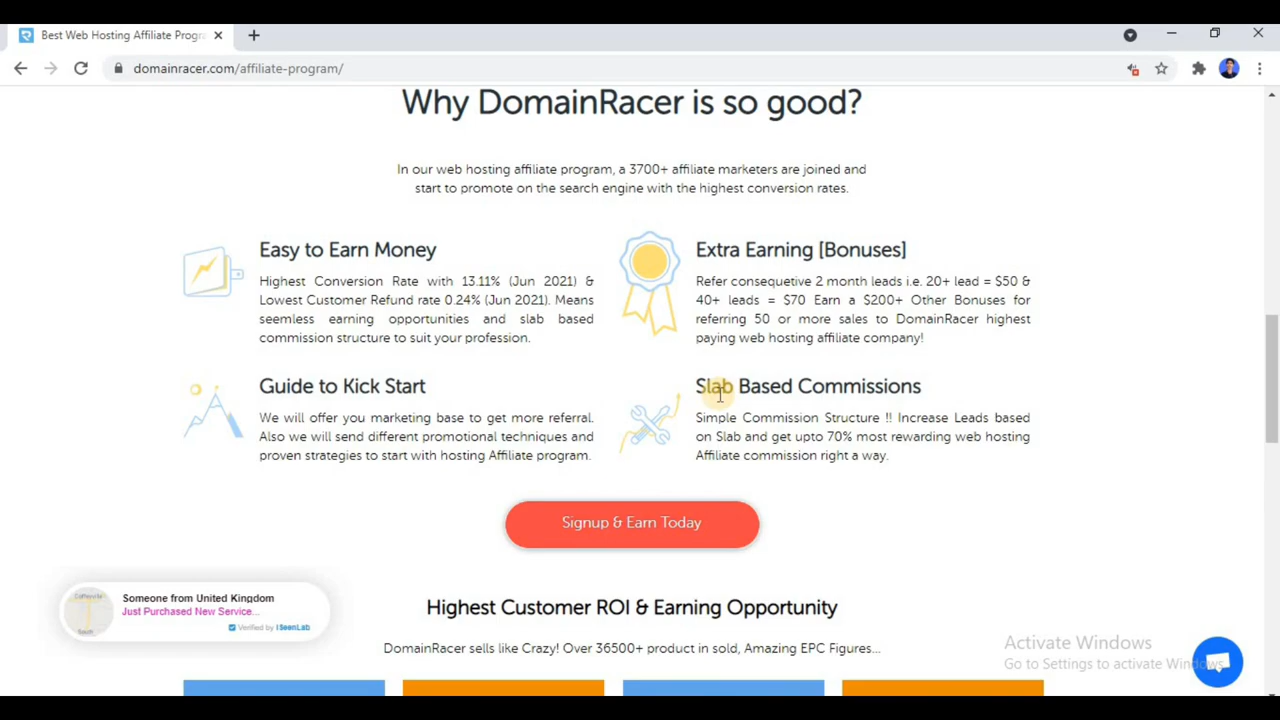 Best Web Hosting Affiliate Progr
domainracer.com/affiliate-program/
Why DomainRacer is so good?
In our web hosting affiliate program, a 3700+ affiliate marketers are joined and
start to promote on the search engine with the highest conversion rates.
Easy to Earn Money
Highest Conversion Rate with 13.11% (Jun 2021) &
Lowest Customer Refund rate 0.24% (Jun 2021). Means
seemless earning opportunities and slab based
commission structure to suit your profession.
Extra Earning [Bonuses]
Refer consequetive 2 month leads i.e. 20+ lead = $50 &
40+ leads = $70 Earn a $200+ Other Bonuses for
referring 50 or more sales to DomainRacer highest
paying web hosting affiliate company!
Guide to Kick Start
We will offer you marketing base to get more referral.
Also we will send different promotional techniques and
proven strategies to start with hosting Affiliate program.
Slab Based Commissions
Simple Commission Structure !! Increase Leads based
on Slab and get upto 70% most rewarding web hosting
Affiliate commission right a way.
Signup & Earn Today
Someone from United Kingdom
Just Purchased New Service...
Verified by iSeenLab
Highest Customer ROI & Earning Opportunity
DomainRacer sells like Crazy! Over 36500+ product in sold, Amazing EPC Figures...
Activate Windows
Go to Settings to activate Windows.